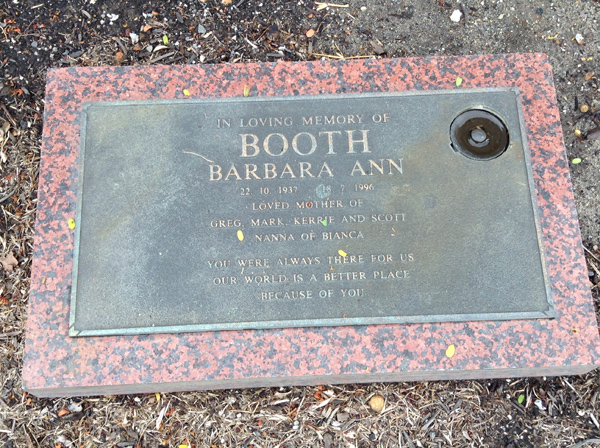 IN LOVING MEMORY OF
BOOTH
BARBARA ANN
22 10 1937 18 7 1996
LOVED MOTHER OF
GREG, MARK, KERRIE AND SCOTT
NANNA OF BIANCA
YOU WERE ALWAYS THERE FOR US
OUR WORLD IS A BETTER PLACE
BECAUSE OF YOU